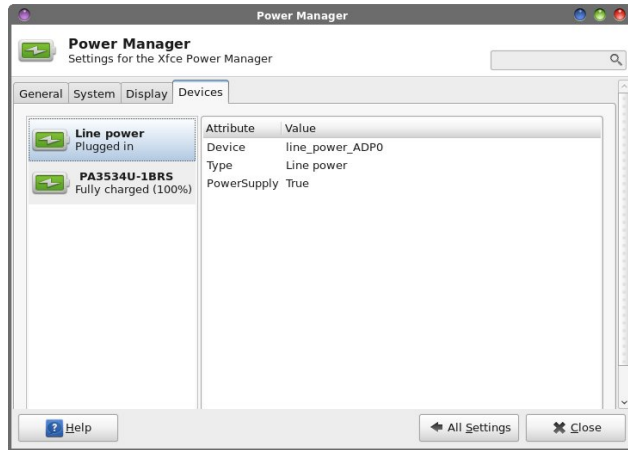 Power Manager
Power Manager
Settings for the Xfce Power Manager
General System Display Devices
Line power
Plugged in
PA3534U-1BRS
Fully charged (100%)
Attribute Value
Device line_power_ADP0
Type Line power
PowerSupply True
Help
All Settings
Close